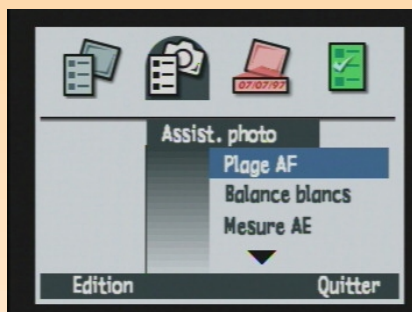 07/07/97
Assist. photo
Plage AF
Balance blancs
Mesure AE
Edition Quitter